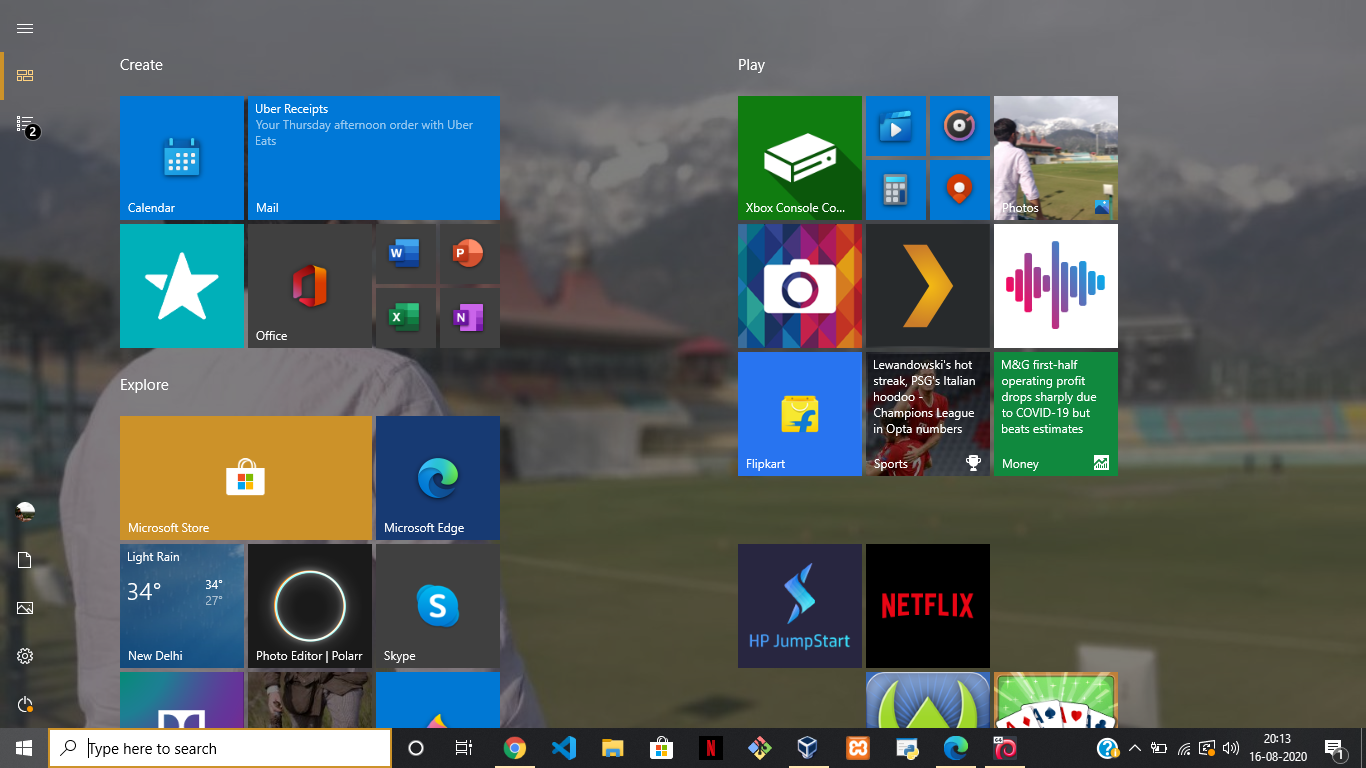 2
Create
Calendar
Uber Receipts
Your Thursday afternoon order with Uber
Eats
Mail
Office
W
P
X
N
Explore
Microsoft Store
Microsoft Edge
Light Rain
34°
34°
27°
New Delhi
Photo Editor | Polarr
S
Skype
Play
Xbox Console Co...
Photos
Flipkart
Lewandowski's hot
streak, PSG's Italian
hoodoo -
Champions League
in Opta numbers
Sports
M&G first-half
operating profit
drops sharply due
to COVID-19 but
beats estimates
Money
HP JumpStart
NETFLIX
Type here to search
N
64
?
20:13
16-08-2020
1